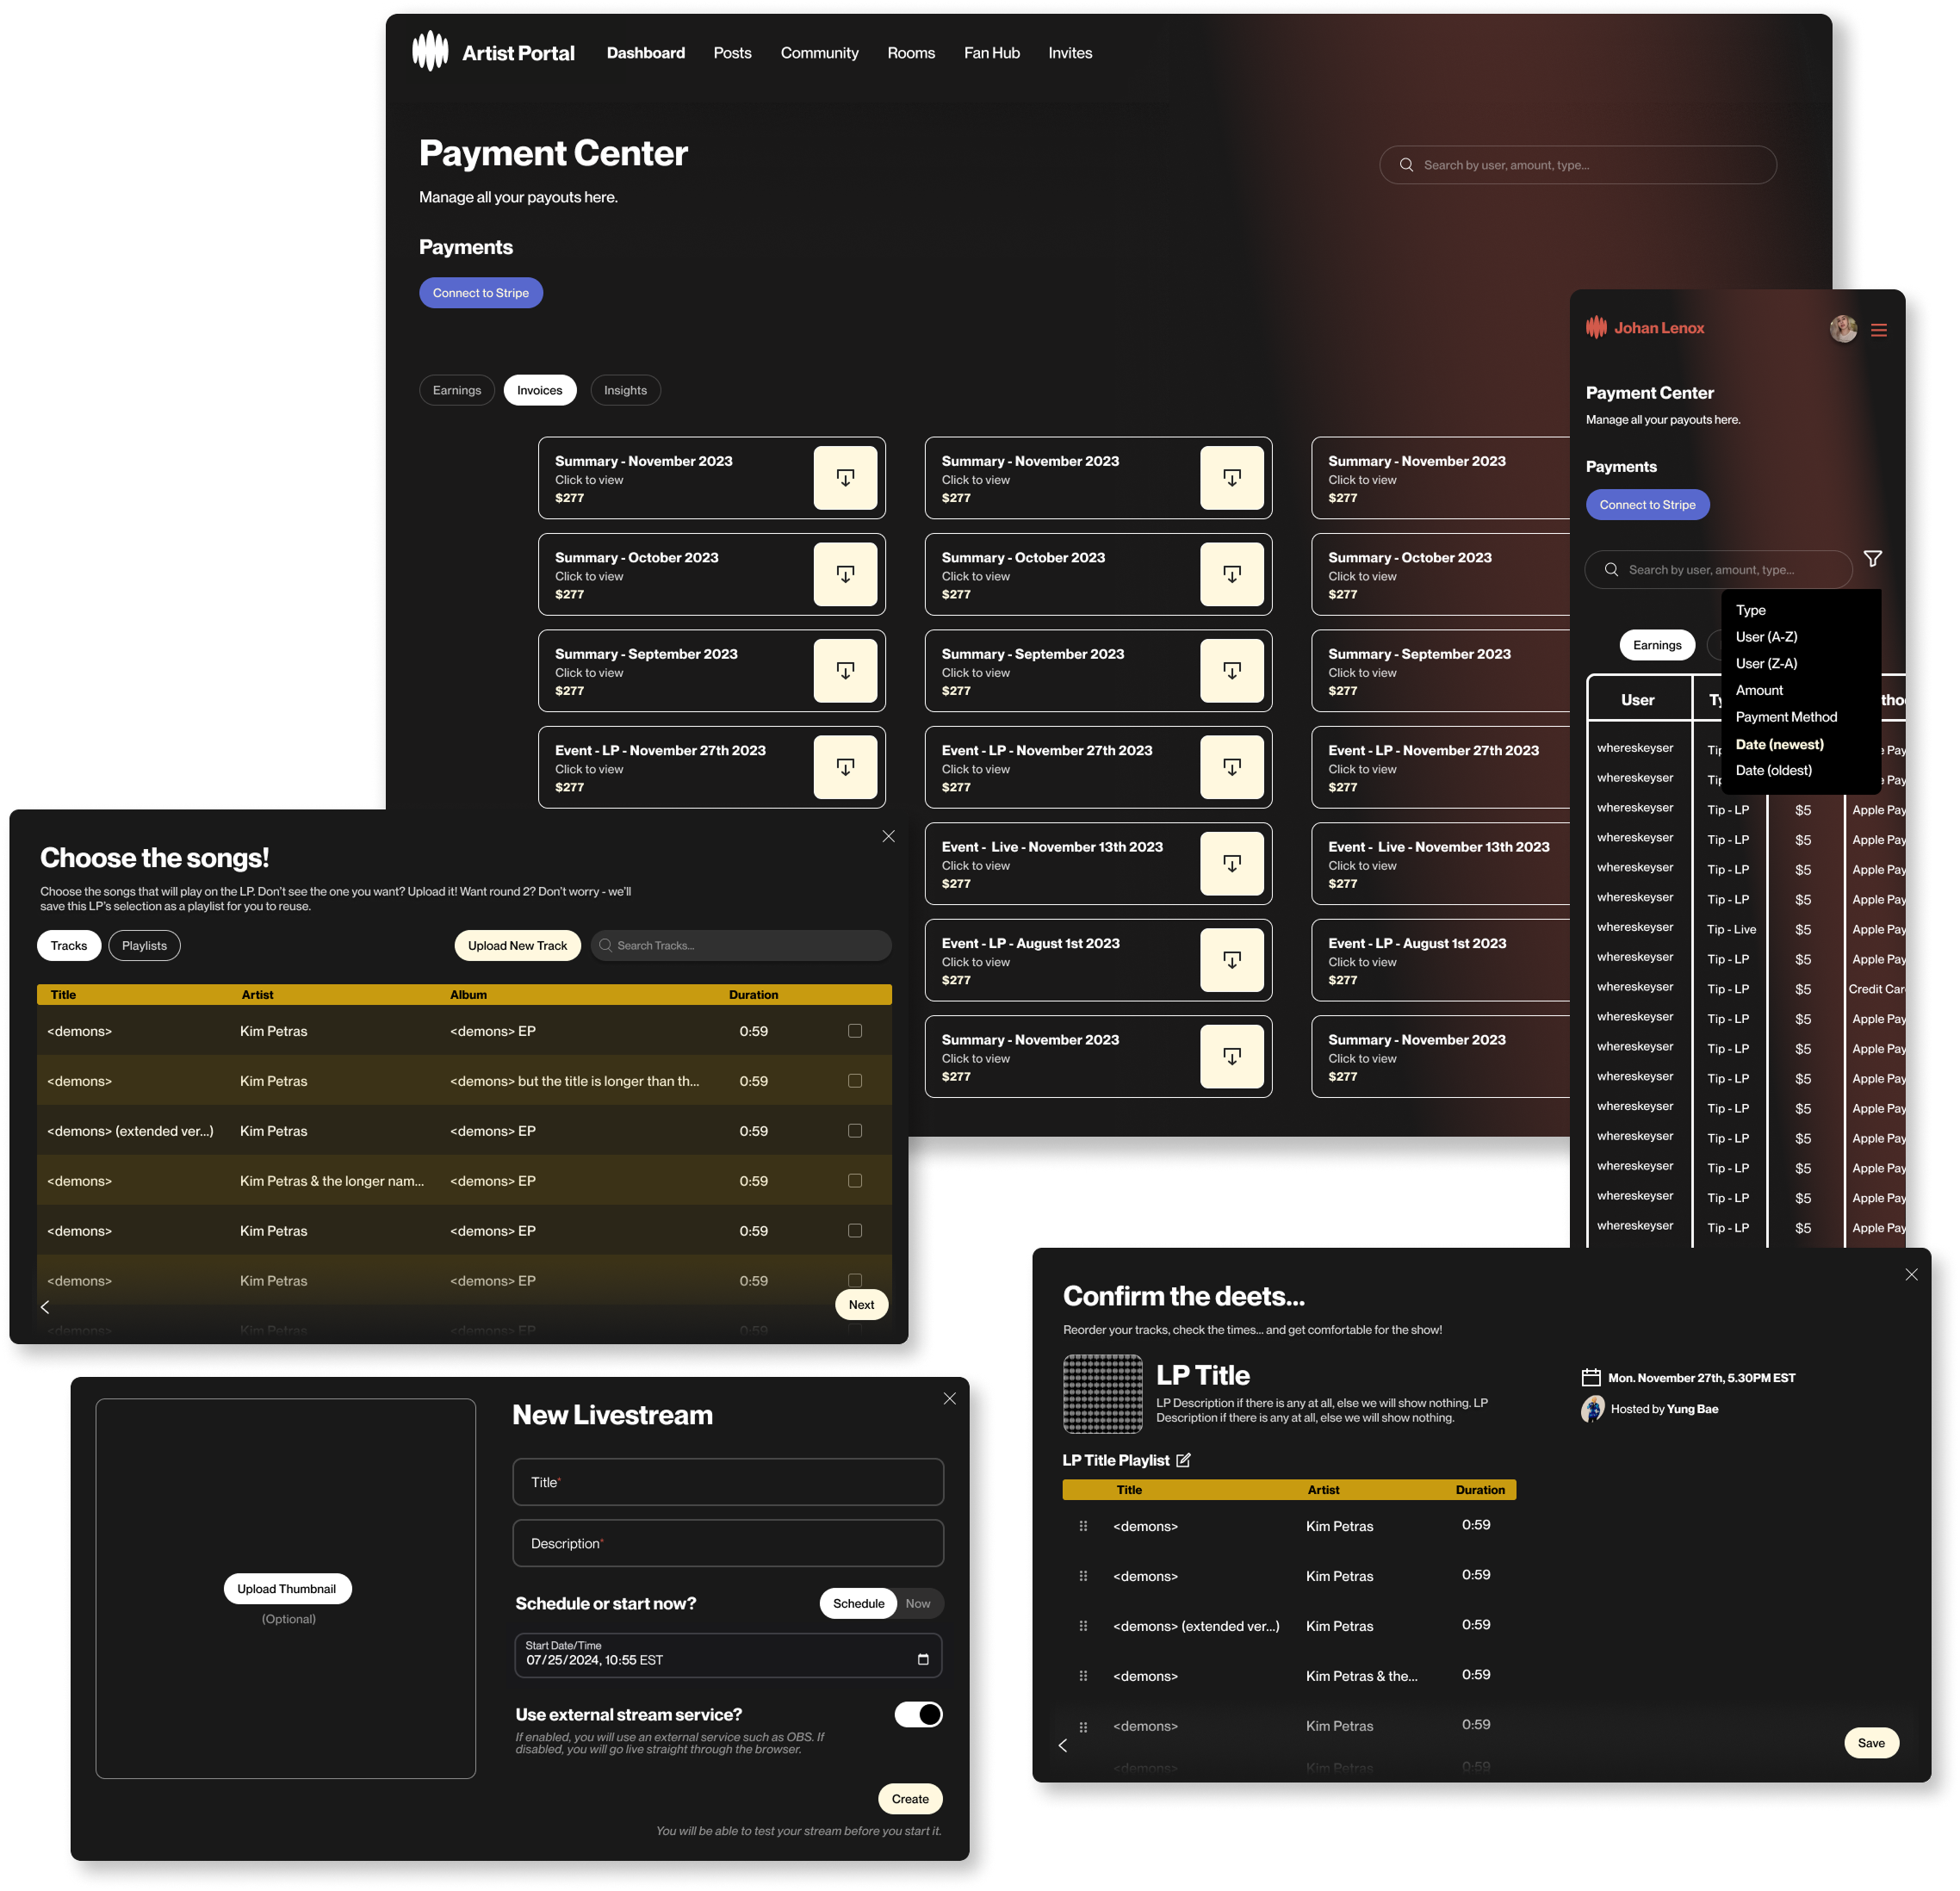 Artist Portal
Dashboard
Posts
Community
Rooms
Fan Hub
Invites
Payment Center
Search by user, amount, type...
Manage all your payouts here.
Payments
Connect to Stripe
Earnings
Invoices
Insights
Summary - November 2023
Click to view
$277
Summary - November 2023
Click to view
$277
Summary - November 2023
Click to view
$277
Summary - October 2023
Click to view
$277
Summary - October 2023
Click to view
$277
Summary - October 2023
Click to view
$277
Summary - September 2023
Click to view
$277
Summary - September 2023
Click to view
$277
Summary - September 2023
Click to view
$277
Event - LP - November 27th 2023
Click to view
$277
Event - LP - November 27th 2023
Click to view
$277
Event - LP - November 27th 2023
Click to view
$277
Event - Live - November 13th 2023
Click to view
$277
Event - Live - November 13th 2023
Click to view
$277
Event - LP - August 1st 2023
Click to view
$277
Event - LP - August 1st 2023
Click to view
$277
Summary - November 2023
Click to view
$277
Summary - November 2023
Click to view
$277
Johan Lenox
Payment Center
Manage all your payouts here.
Payments
Connect to Stripe
Search by user, amount, type...
Type
User (A-Z)
User (Z-A)
Amount
Payment Method
Date (newest)
Date (oldest)
Earnings
User
whereskeyser
whereskeyser
whereskeyser Tip - LP $5 Apple Pay
whereskeyser Tip - LP $5 Apple Pay
whereskeyser Tip - LP $5 Apple Pay
whereskeyser Tip - LP $5 Apple Pay
whereskeyser Tip - Live $5 Apple Pay
whereskeyser Tip - LP $5 Apple Pay
whereskeyser Tip - LP $5 Credit Car
whereskeyser Tip - LP $5 Apple Pay
whereskeyser Tip - LP $5 Apple Pay
whereskeyser Tip - LP $5 Apple Pay
whereskeyser Tip - LP $5 Apple Pay
whereskeyser Tip - LP $5 Apple Pay
whereskeyser Tip - LP $5 Apple Pay
whereskeyser Tip - LP $5 Apple Pay
whereskeyser Tip - LP $5 Apple Pay
Choose the songs!
Choose the songs that will play on the LP. Don't see the one you want? Upload it! Want round 2? Don't worry - we'll
save this LP's selection as a playlist for you to reuse.
Tracks
Playlists
Upload New Track
Search Tracks...
Title Artist Album Duration
<demons> Kim Petras <demons> EP 0:59
<demons> Kim Petras <demons> but the title is longer than th... 0:59
<demons> (extended ver...) Kim Petras <demons> EP 0:59
<demons> Kim Petras & the longer nam... <demons> EP 0:59
<demons> Kim Petras <demons> EP 0:59
<demons> Kim Petras <demons> EP 0:59
<demons> Kim Petras <demons> EP 0:59
Next
New Livestream
Title*
Description*
Upload Thumbnail
(Optional)
Schedule or start now?
Schedule
Now
Start Date/Time
07/25/2024, 10:55 EST
Use external stream service?
If enabled, you will use an external service such as OBS. If
disabled, you will go live straight through the browser.
Create
You will be able to test your stream before you start it.
Confirm the deets...
Reorder your tracks, check the times... and get comfortable for the show!
LP Title
LP Description if there is any at all, else we will show nothing. LP
Description if there is any at all, else we will show nothing.
Mon. November 27th, 5.30PM EST
Hosted by Yung Bae
LP Title Playlist
Title Artist Duration
<demons> Kim Petras 0:59
<demons> Kim Petras 0:59
<demons> (extended ver...) Kim Petras 0:59
<demons> Kim Petras & the... 0:59
<demons> Kim Petras 0:59
<demons> Kim Petras 0:59
Save